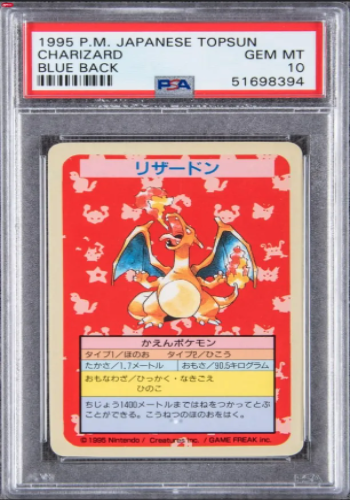 1995 P.M. JAPANESE TOPSUN
CHARIZARD GEM MT
BLUE BACK 10
PSA 51698394
リザードン
かえんポケモン
タイプ1/ほのお タイプ2/ひこう
たかさ/1.7メートル おもさ/90.5キログラム
おもなわざ/ひっかく・なきごえ
ひのこ
ちじょう1400メートルまではねをつかってと
ぶことができる。こうねつのほのおをはく。
© 1995 Nintendo / Creatures inc. / GAME FREAK inc.